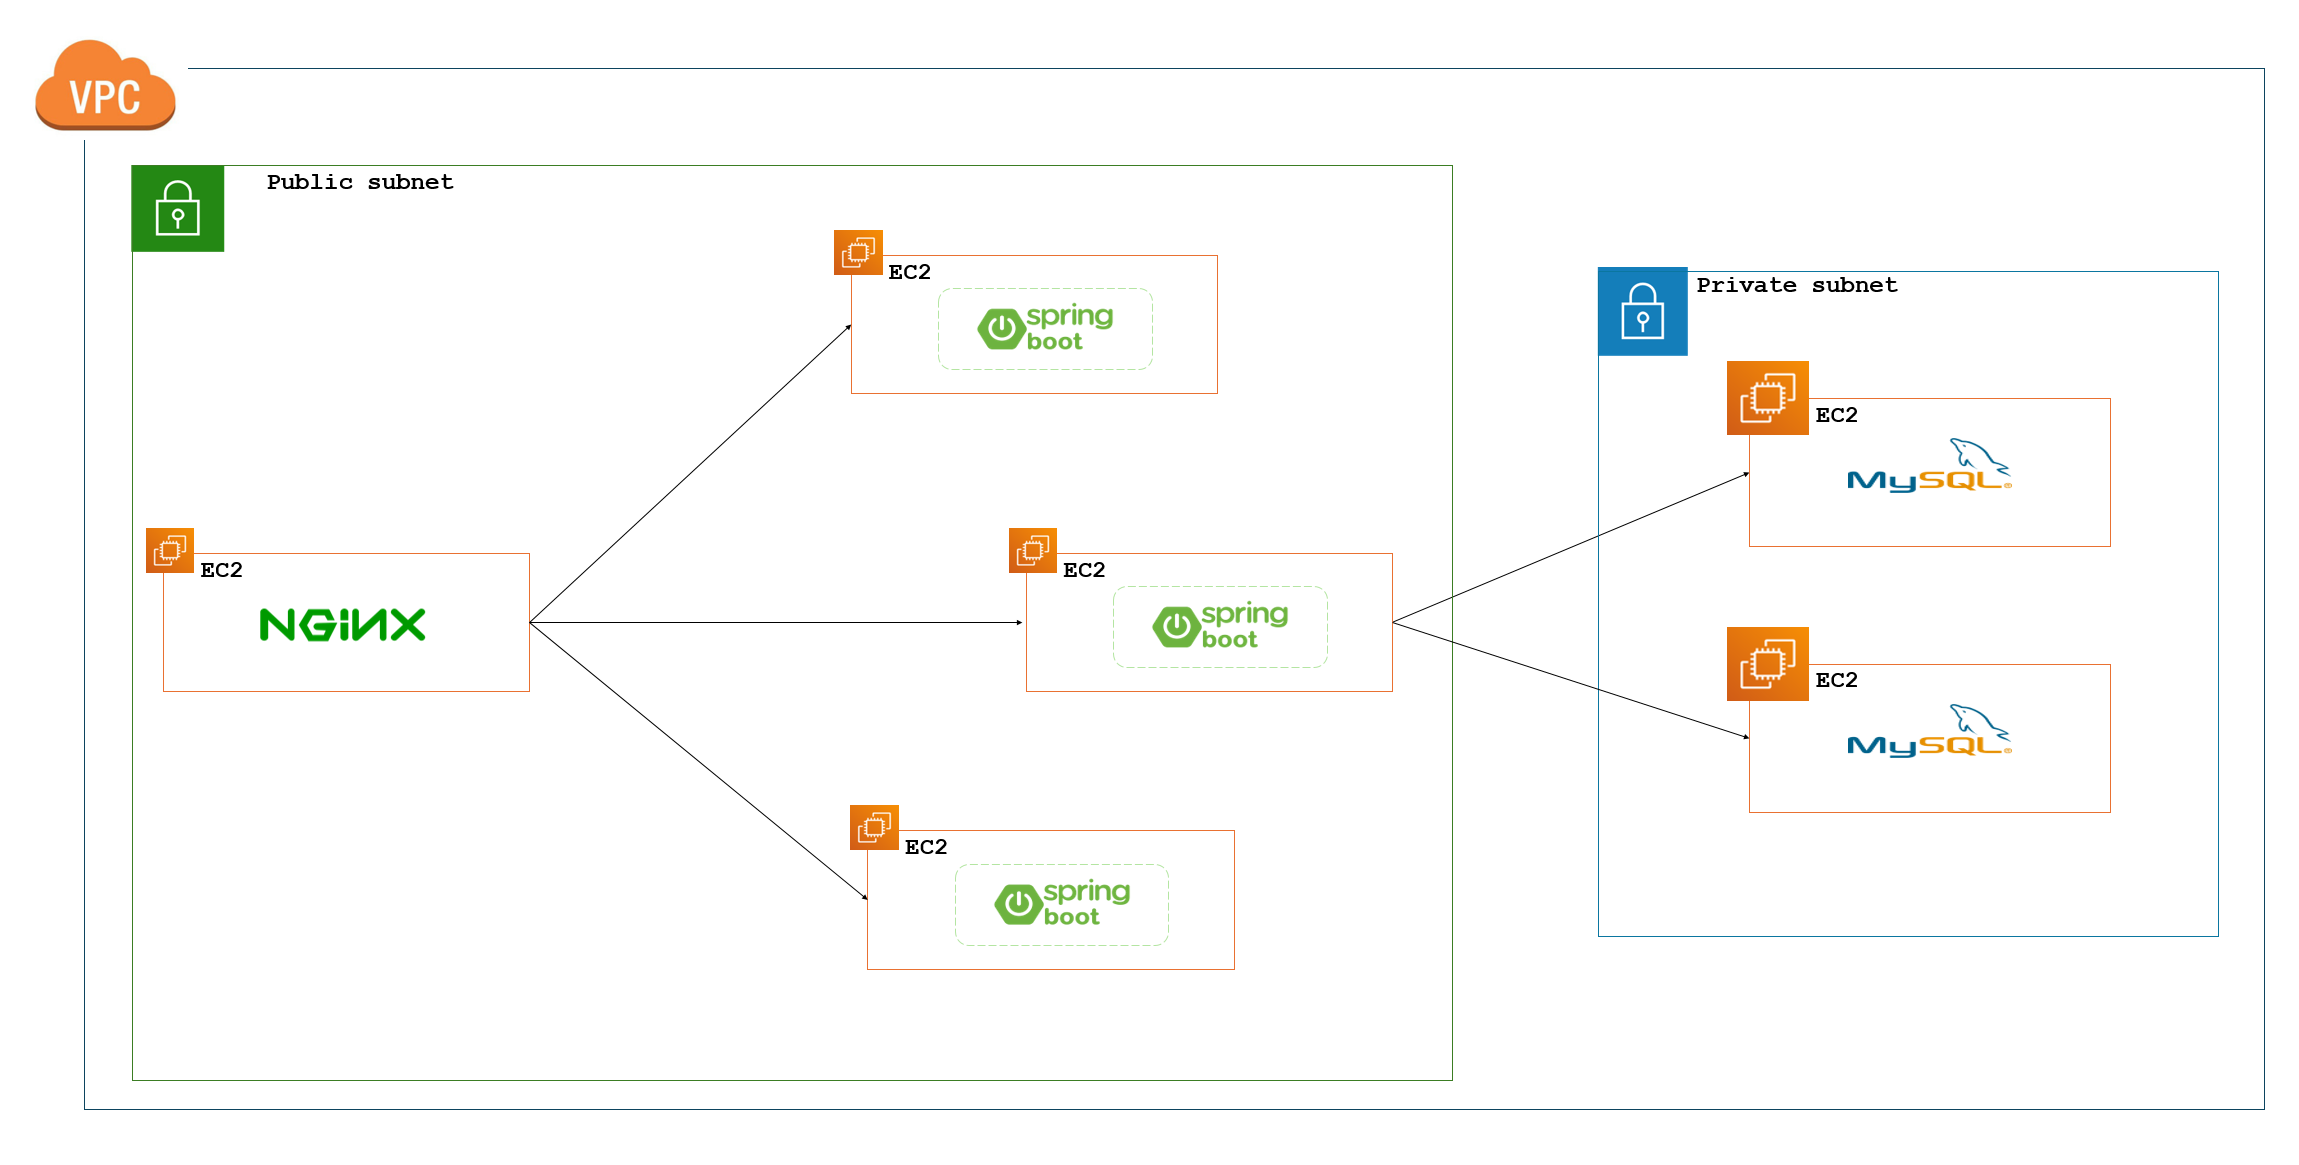 VPC
Public subnet
EC2
spring
boot
Private subnet
EC2
MySQL
EC2
NGINX
EC2
spring
boot
EC2
MySQL
EC2
spring
boot